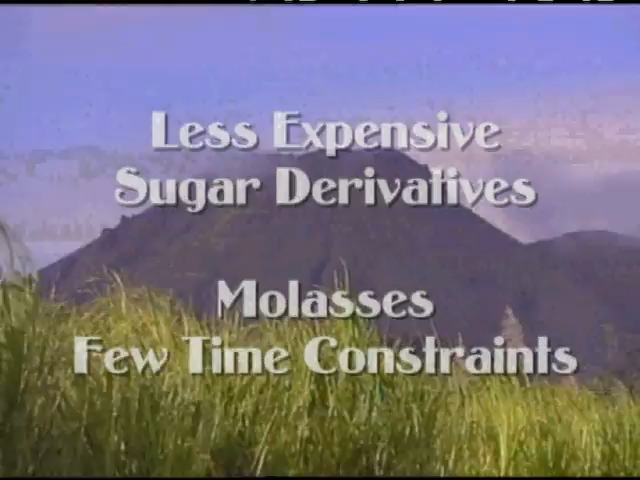 Less Expensive
Sugar Derivatives
Molasses
Few Time Constraints